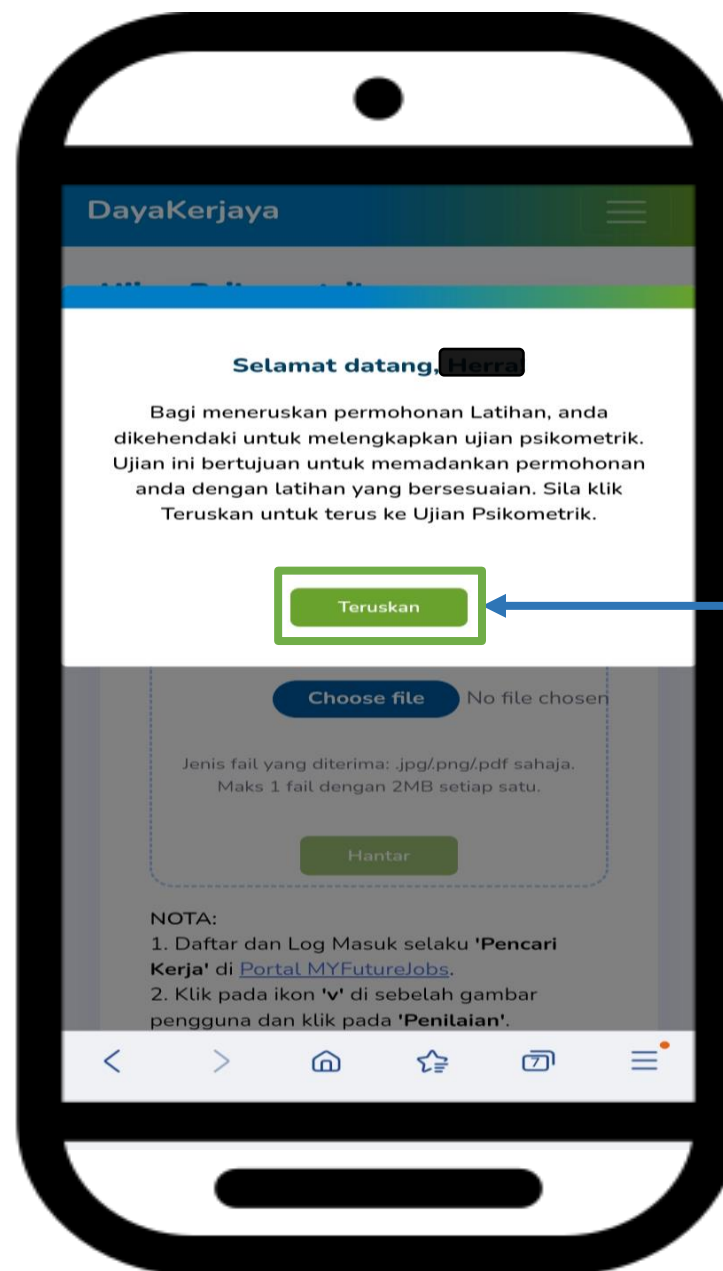 DayaKerjaya
Selamat datang,
Bagi meneruskan permohonan Latihan, anda
dikehendaki untuk melengkapkan ujian psikometrik.
Ujian ini bertujuan untuk memadankan permohonan
anda dengan latihan yang bersesuaian. Sila klik
Teruskan untuk terus ke Ujian Psikometrik.
Teruskan
Choose file No file chosen
Jenis fail yang diterima: .jpg/.png/.pdf sahaja.
Maks 1 fail dengan 2MB setiap satu.
Hantar
NOTA:
1. Daftar dan Log Masuk selaku 'Pencari
Kerja' di Portal MYFutureJobs.
2. Klik pada ikon 'v' di sebelah gambar
pengguna dan klik pada 'Penilaian'.
7